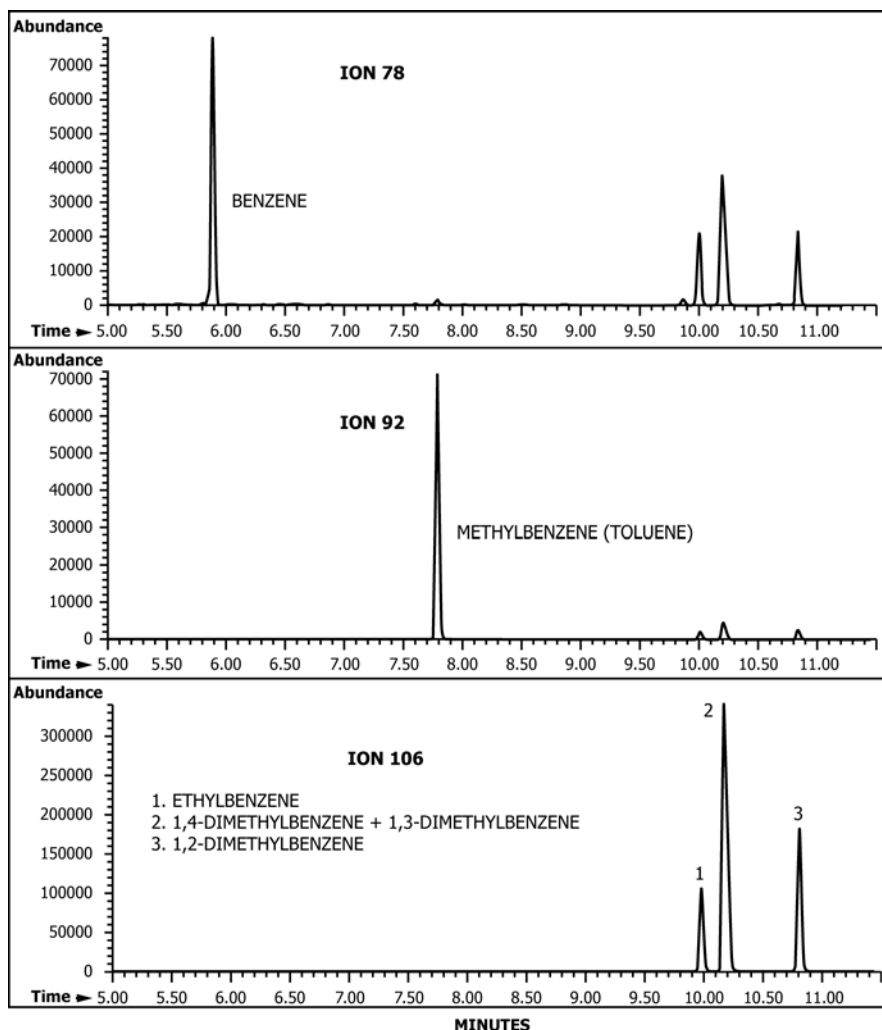 Abundance
ION 78
70000
60000
50000
40000
30000
BENZENE
20000
10000
0
Time
5.00 5.50 6.00 6.50 7.00 7.50 8.00 8.50 9.00 9.50 10.00 10.50 11.00
Abundance
70000
ION 92
60000
50000
40000
30000
METHYLBENZENE (TOLUENE)
20000
10000
0
Time
5.00 5.50 6.00 6.50 7.00 7.50 8.00 8.50 9.00 9.50 10.00 10.50 11.00
Abundance
2
300000
ION 106
250000
1. ETHYLBENZENE
2. 1,4-DIMETHYLBENZENE + 1,3-DIMETHYLBENZENE
3. 1,2-DIMETHYLBENZENE
200000
3
150000
1
100000
50000
0
Time
5.00 5.50 6.00 6.50 7.00 7.50 8.00 8.50 9.00 9.50 10.00 10.50 11.00
MINUTES